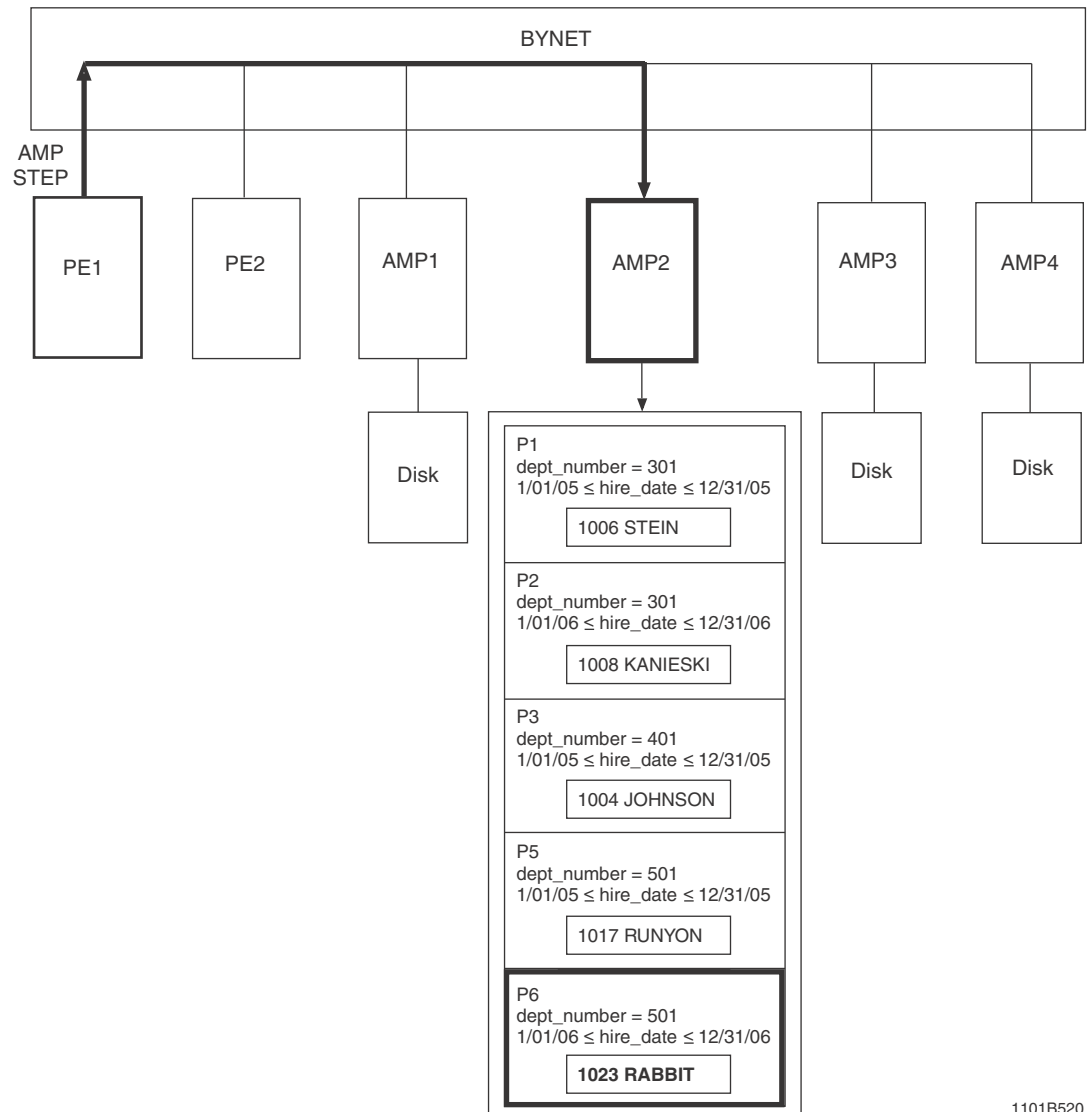 BYNET
AMP
STEP
PE1
PE2
AMP1
AMP2
AMP3
AMP4
Disk
Disk
Disk
P1
dept_number = 301
1/01/05 ≤ hire_date ≤ 12/31/05
1006 STEIN
P2
dept_number = 301
1/01/06 ≤ hire_date ≤ 12/31/06
1008 KANIESKI
P3
dept_number = 401
1/01/05 ≤ hire_date ≤ 12/31/05
1004 JOHNSON
P5
dept_number = 501
1/01/05 ≤ hire_date ≤ 12/31/05
1017 RUNYON
P6
dept_number = 501
1/01/06 ≤ hire_date ≤ 12/31/06
1023 RABBIT
1101B520